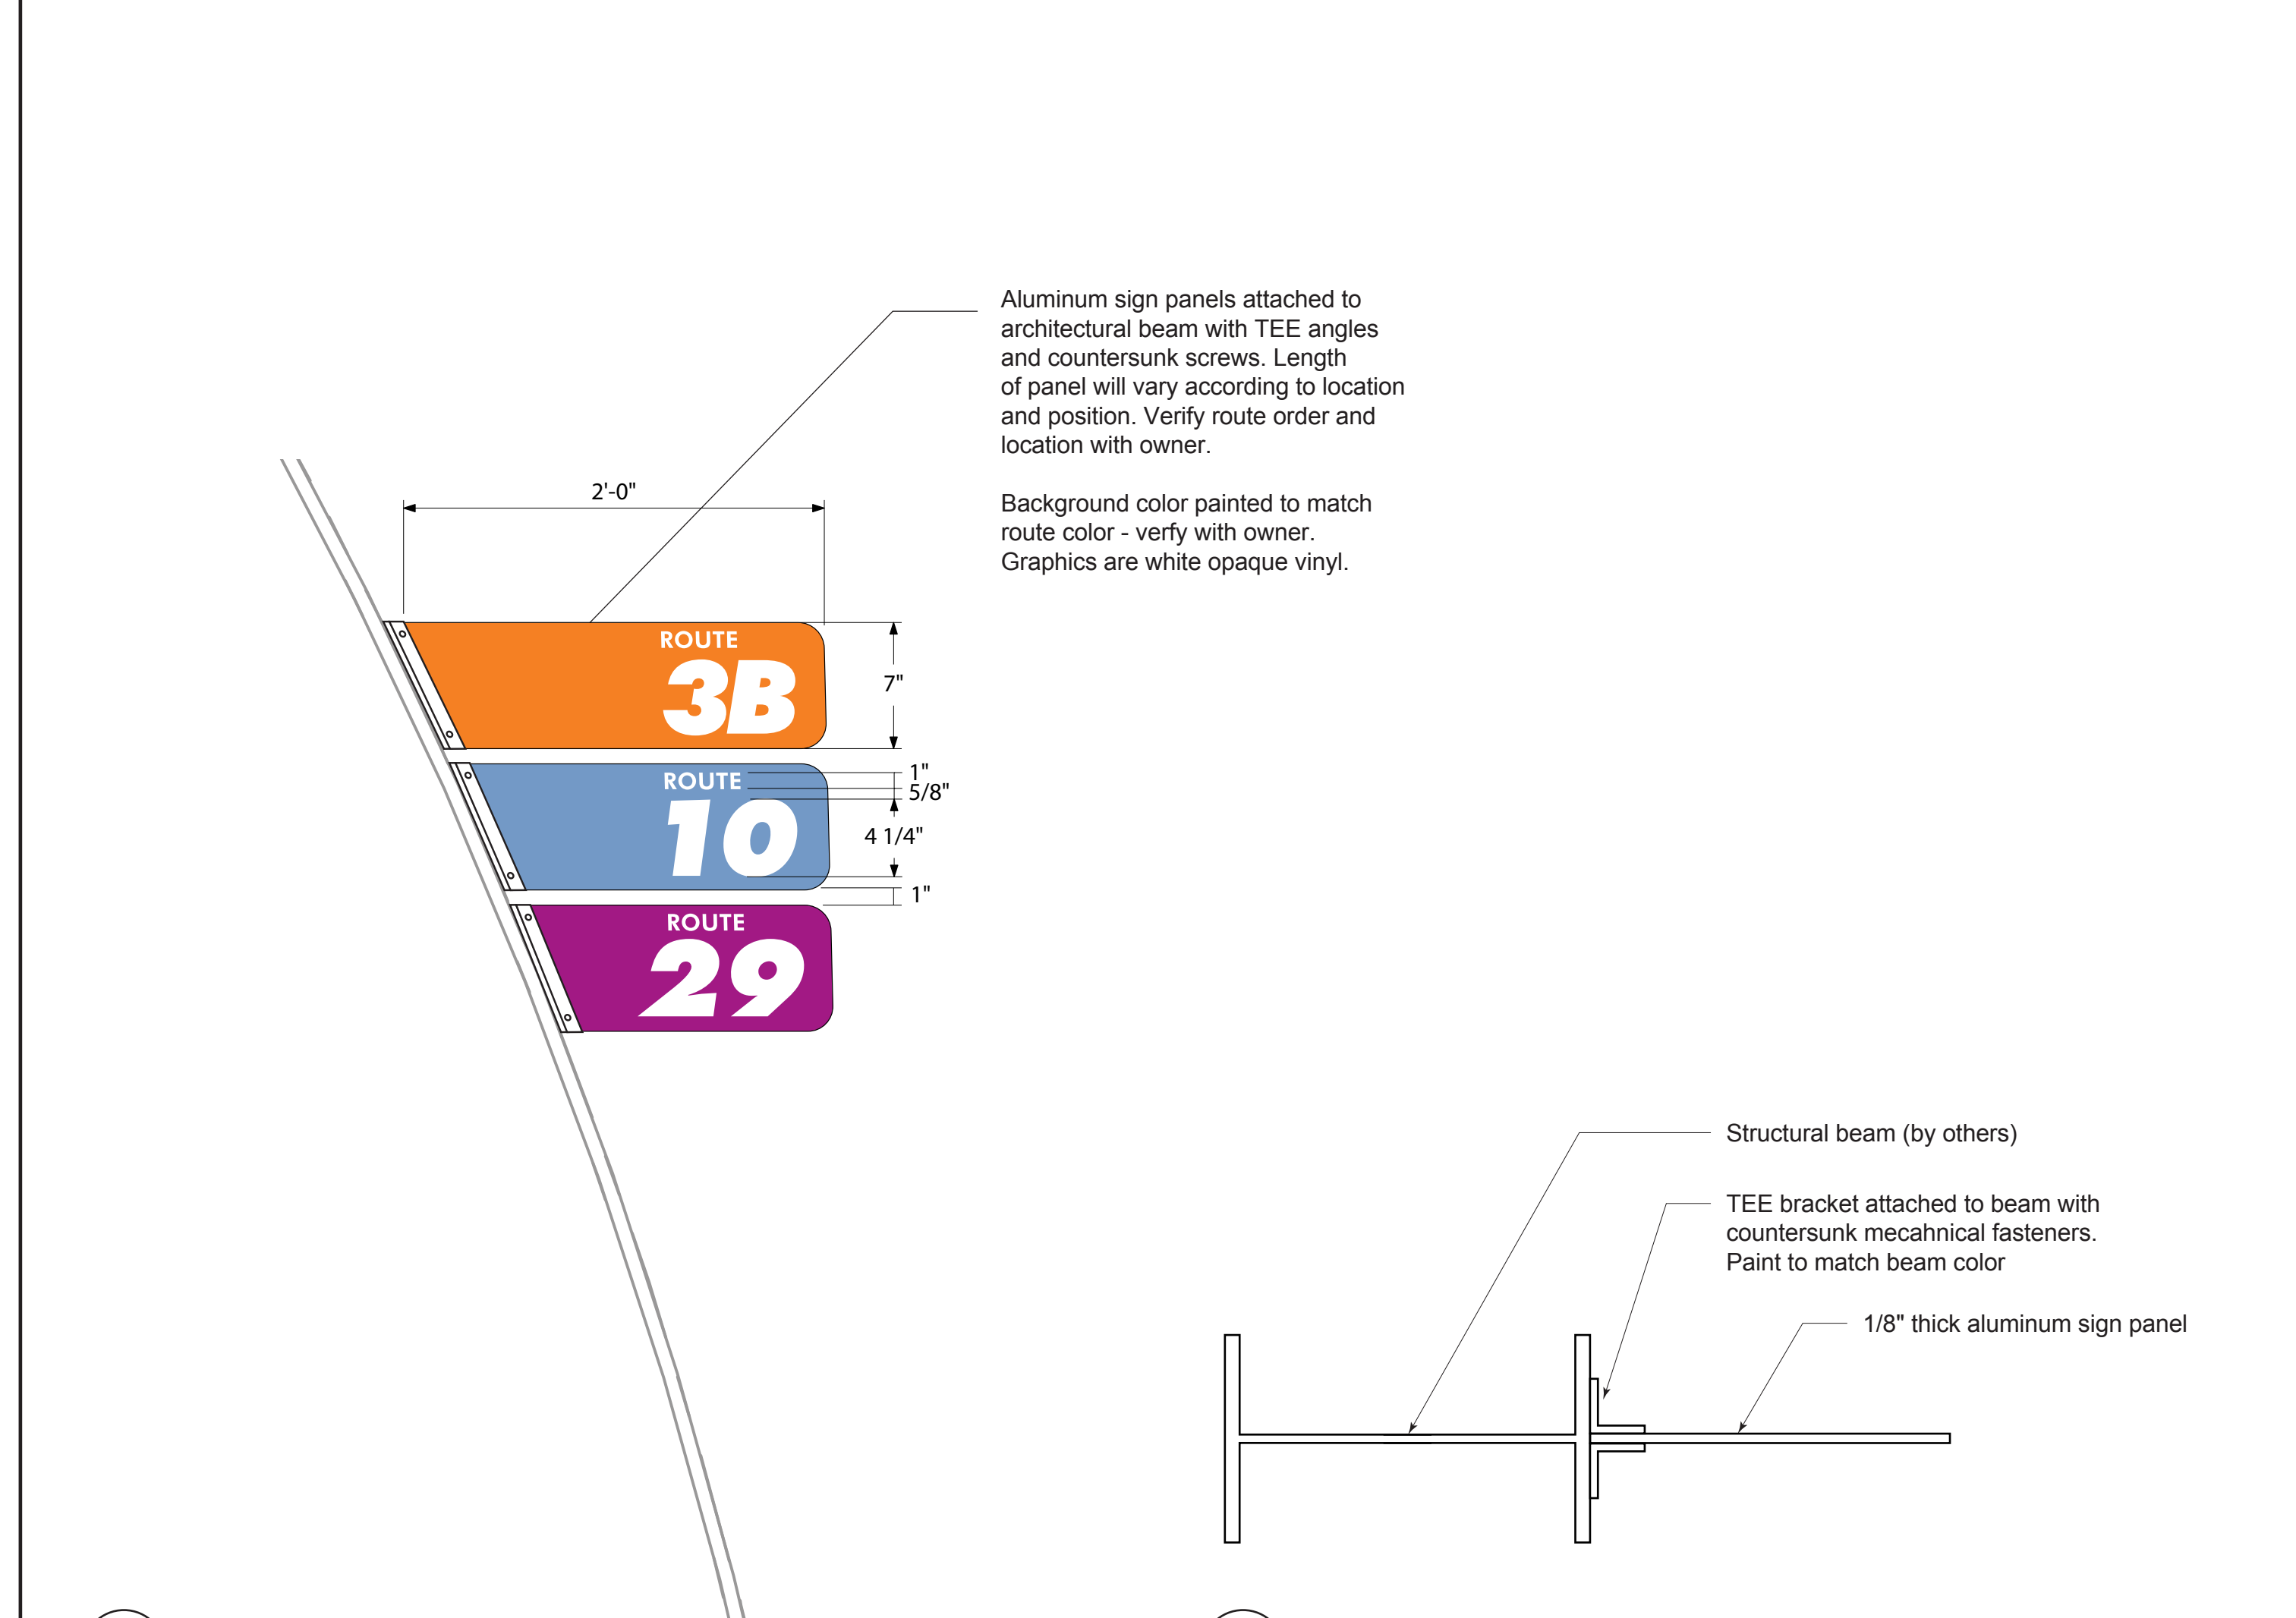 Aluminum sign panels attached to
architectural beam with TEE angles
and countersunk screws. Length
of panel will vary according to location
and position. Verify route order and
location with owner.
Background color painted to match
route color - verfy with owner.
Graphics are white opaque vinyl.
2'-0"
ROUTE
3B
7"
ROUTE
10
1"
5/8"
4 1/4"
1"
ROUTE
29
Structural beam (by others)
TEE bracket attached to beam with
countersunk mecahnical fasteners.
Paint to match beam color
1/8" thick aluminum sign panel